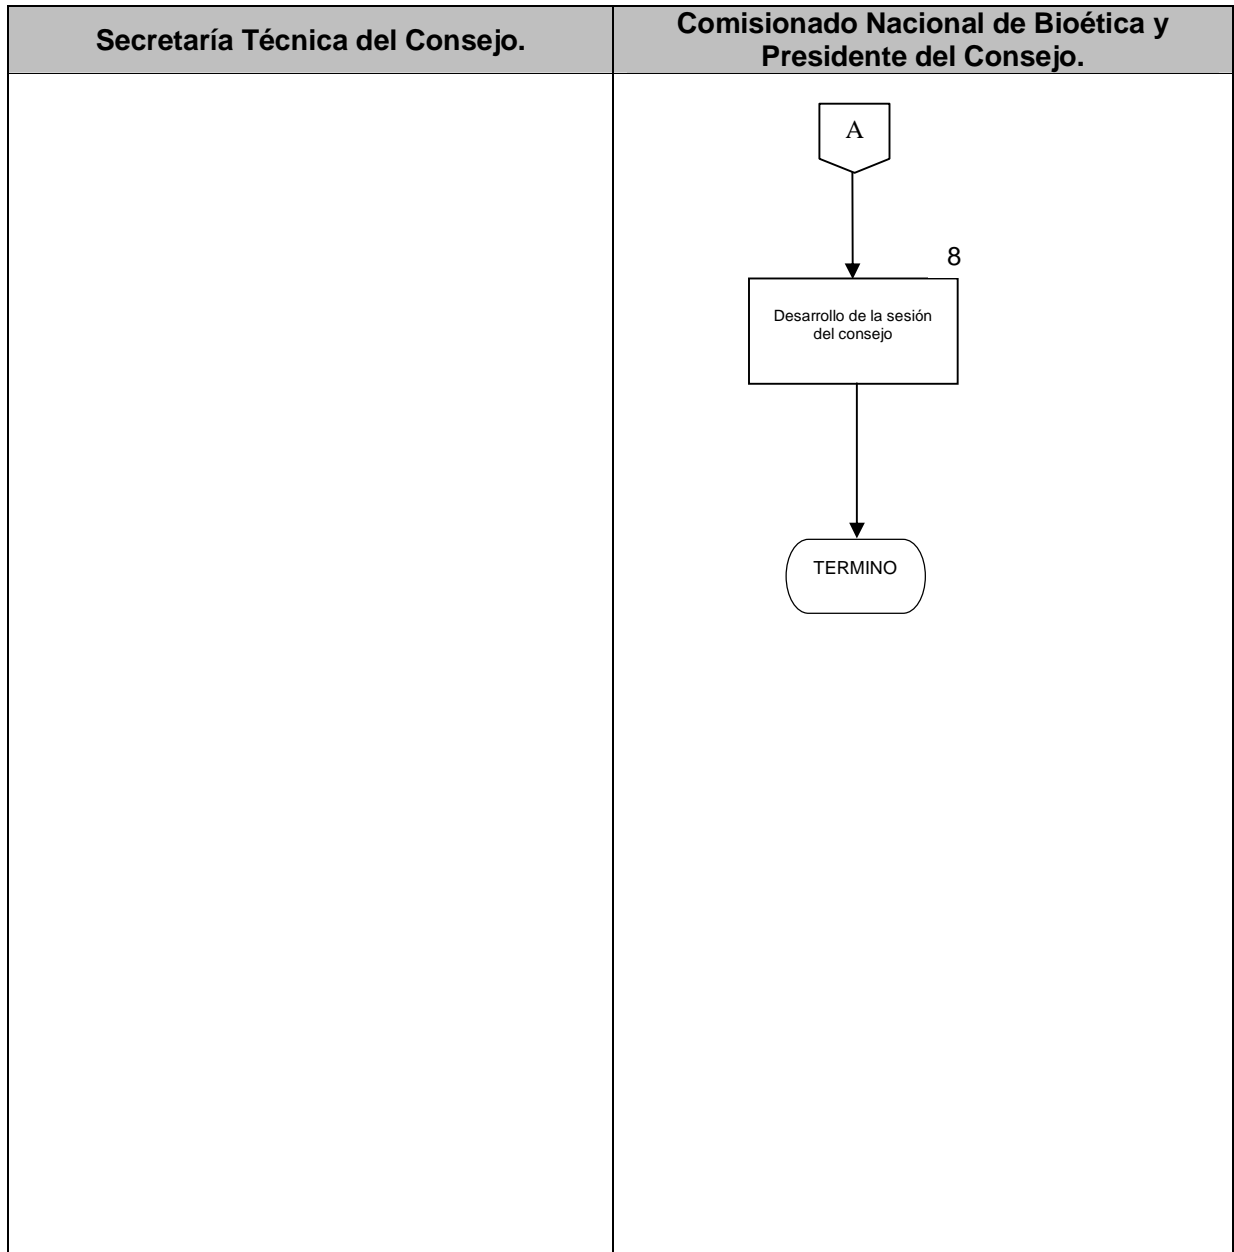 Secretaría Técnica del Consejo.
Comisionado Nacional de Bioética y
Presidente del Consejo.
A
8
Desarrollo de la sesión
del consejo
TERMINO